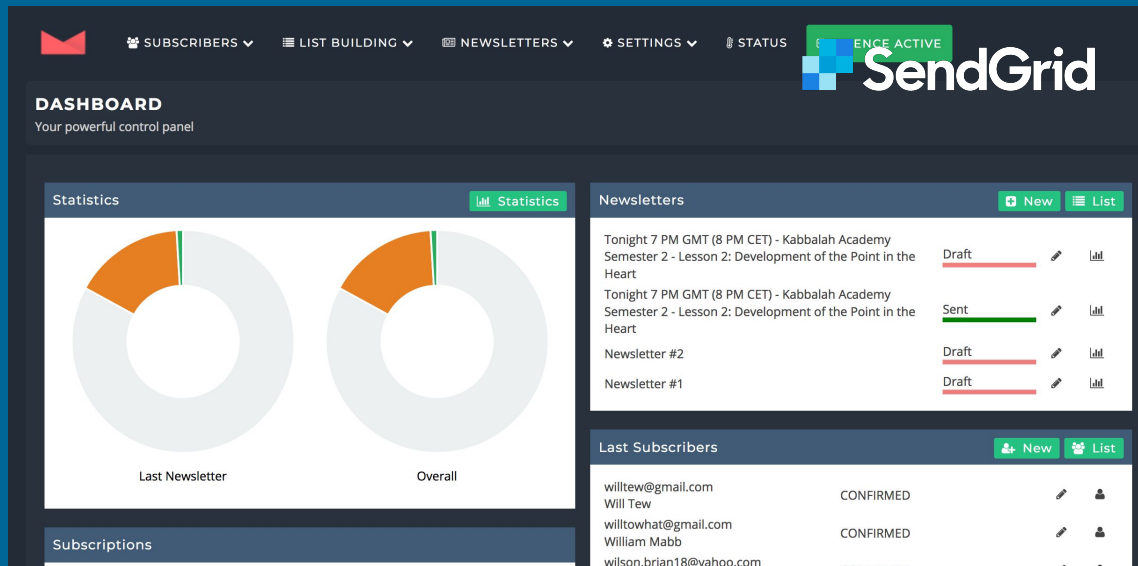 SUBSCRIBERS
LIST BUILDING
NEWSLETTERS
SETTINGS
STATUS
ENCE ACTIVE
SendGrid
DASHBOARD
Your powerful control panel
Statistics
Statistics
Last Newsletter
Overall
Subscriptions
Newsletters
New
List
Tonight 7 PM GMT (8 PM CET) - Kabbalah Academy
Semester 2 - Lesson 2: Development of the Point in the
Heart
Draft
Tonight 7 PM GMT (8 PM CET) - Kabbalah Academy
Semester 2 - Lesson 2: Development of the Point in the
Heart
Sent
Newsletter #2
Draft
Newsletter #1
Draft
Last Subscribers
New
List
willtew@gmail.com
Will Tew
CONFIRMED
willtowhat@gmail.com
William Mabb
CONFIRMED
wilson.brian18@yahoo.com